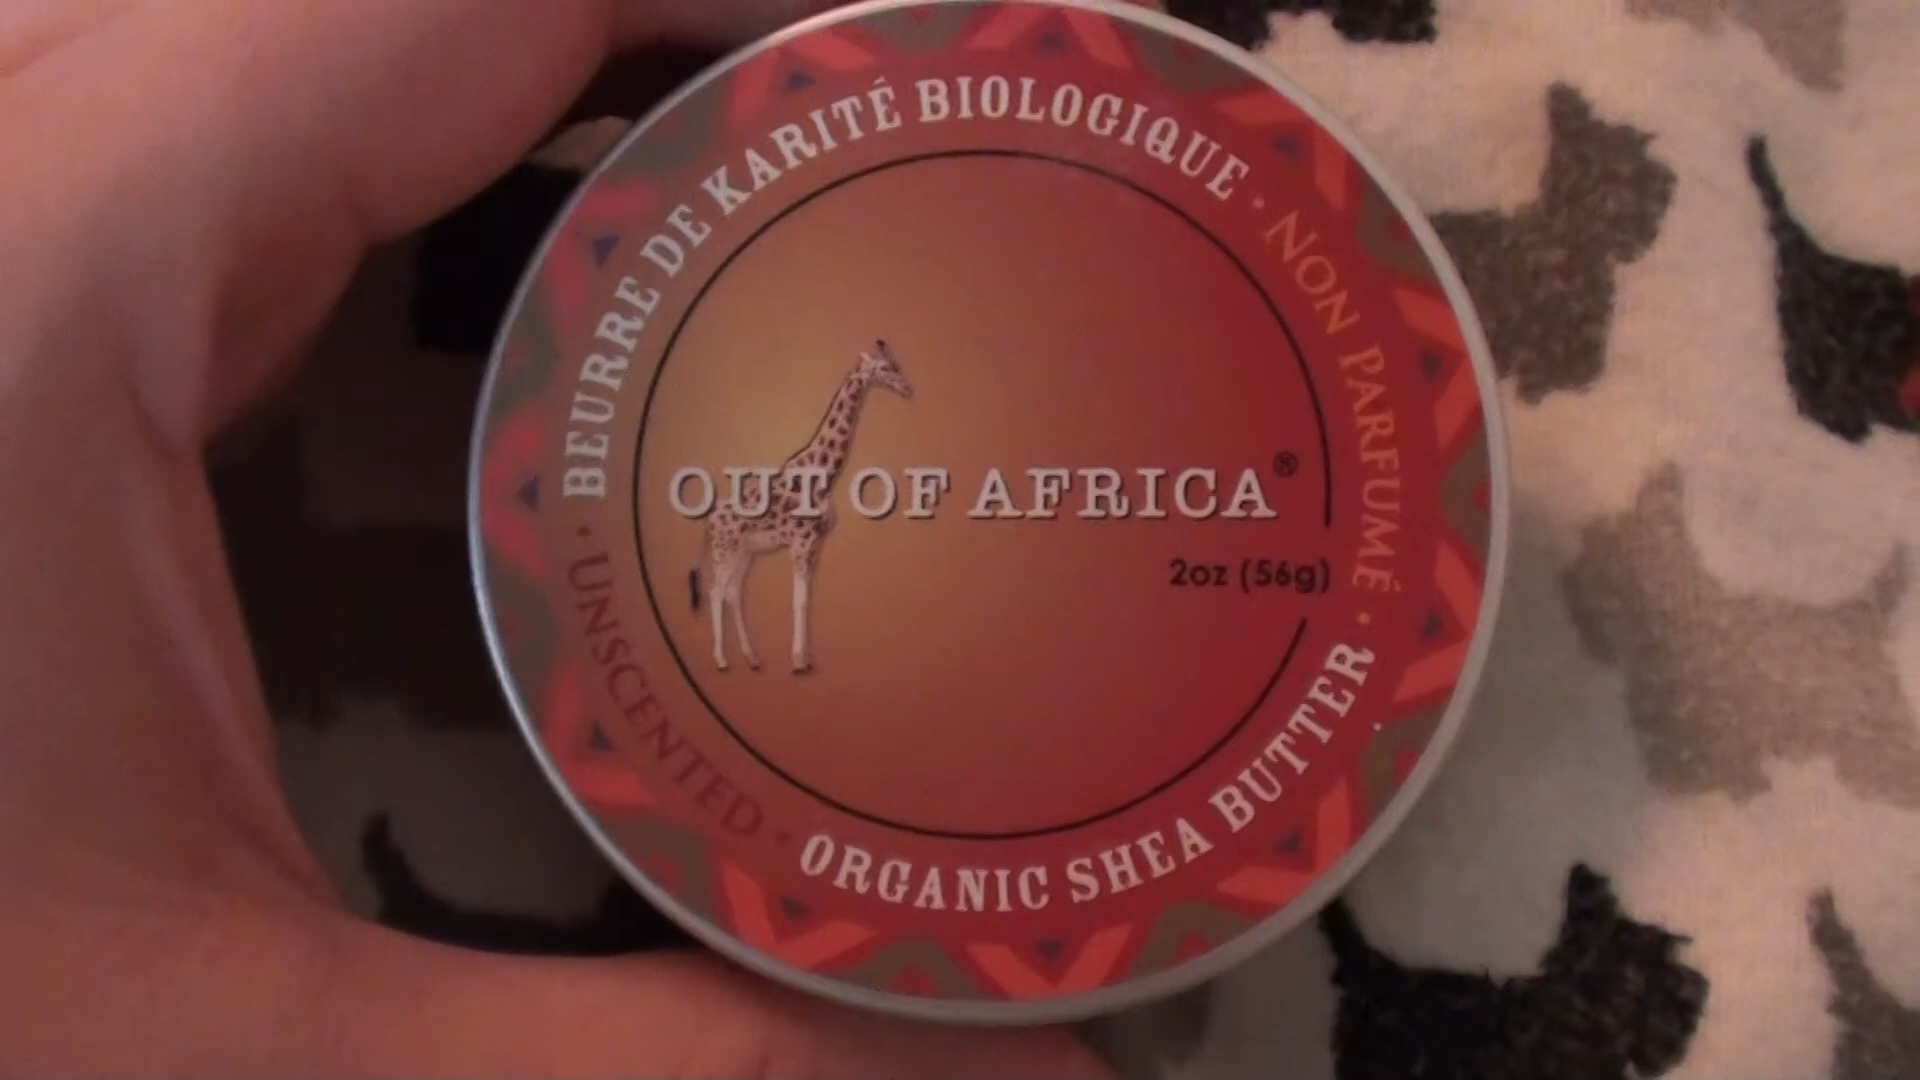 BEURRE DE KARITÉ BIOLOGIQUE • NON PARFUMÉ •
OUT OF AFRICA®
2oz (56g)
• UNSCENTED • ORGANIC SHEA BUTTER